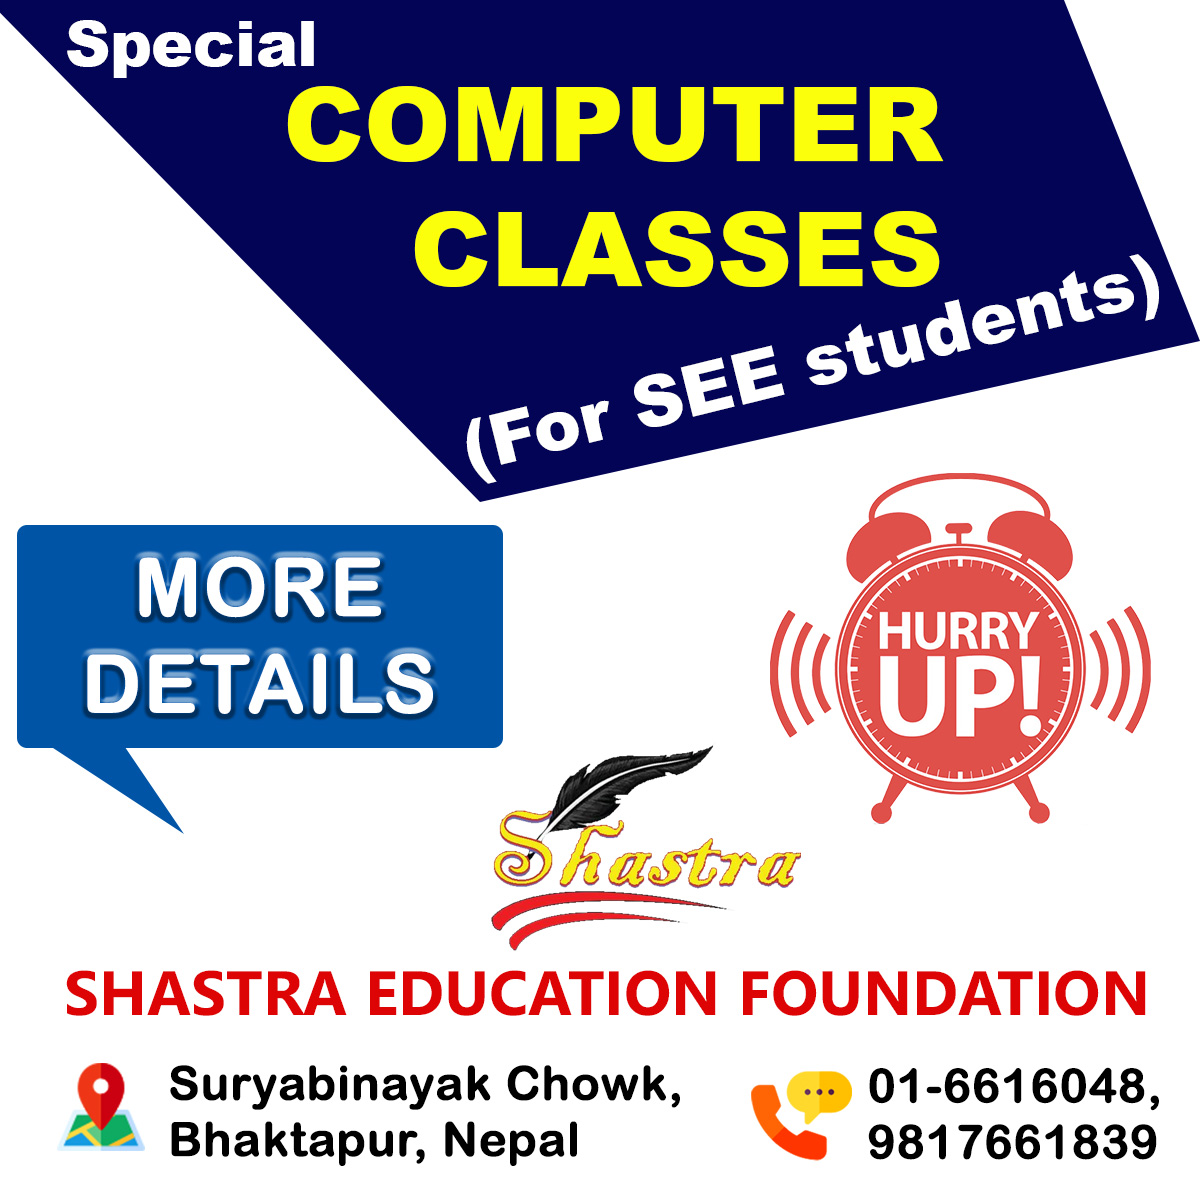 Special
COMPUTER
CLASSES
(For SEE students)
MORE
DETAILS
HURRY
UP!
Shastra
SHASTRA EDUCATION FOUNDATION
Suryabinayak Chowk,
Bhaktapur, Nepal
01-6616048,
9817661839